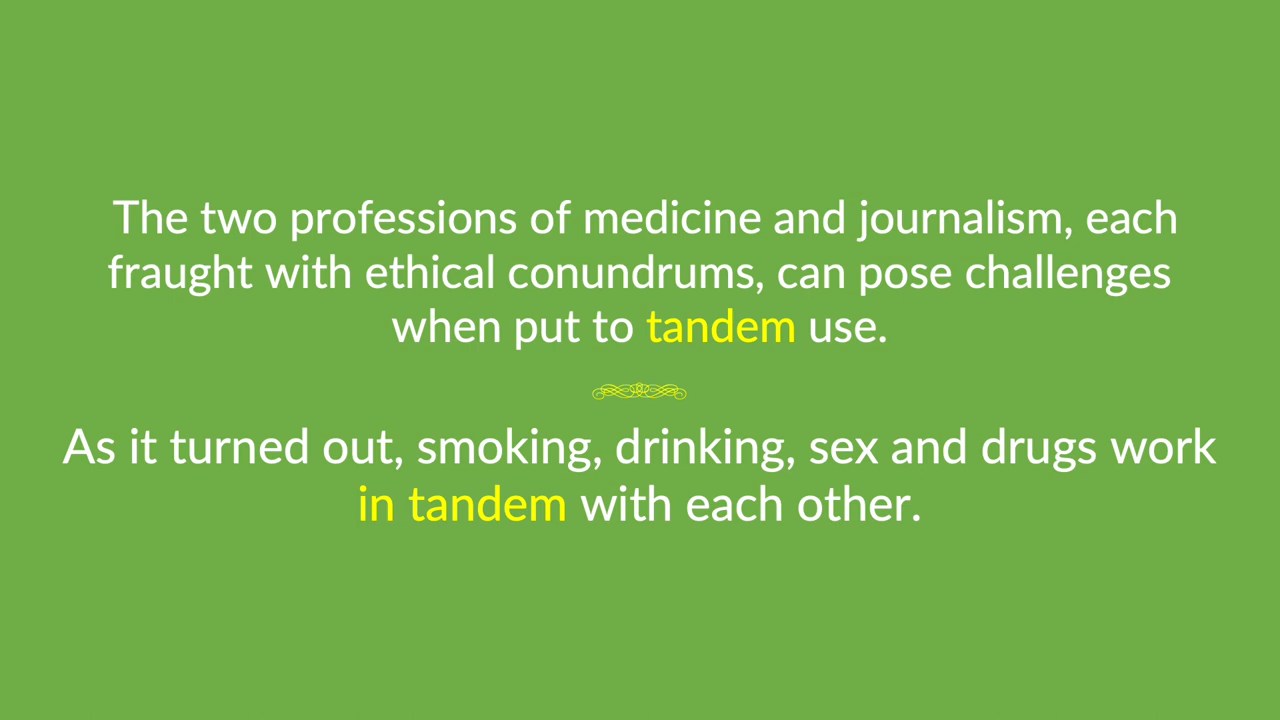 The two professions of medicine and journalism, each
fraught with ethical conundrums, can pose challenges
when put to tandem use.
As it turned out, smoking, drinking, sex and drugs work
in tandem with each other.